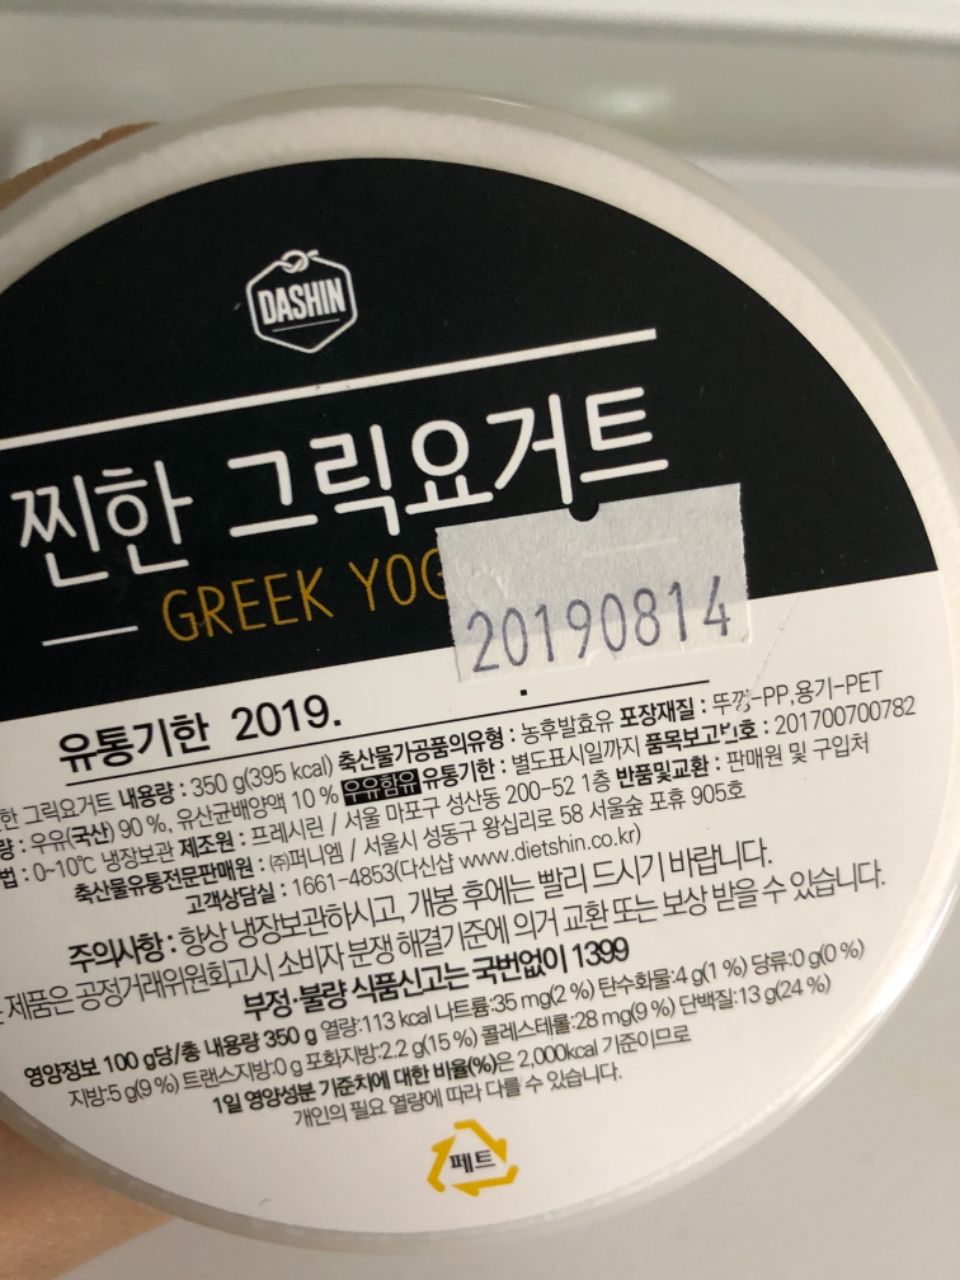 DASHIN
찐한 그릭요거트
GREEK YOG
20190814
유통기한 2019.
한 그릭요거트 내용량 : 350 g(395 kcal) 축산물가공품의유형 : 농후발효유 포장재질 : 뚜껑-PP,용기-PET
량 : 우유(국산) 90 %, 유산균배양액 10 % 우유함유 유통기한 : 별도표시일까지 품목보고번호 : 201700700782
법 : 0~10℃ 냉장보관 제조원 : 프레시린 / 서울 마포구 성산동 200-52 1층 반품및교환 : 판매원 및 구입처
축산물유통전문판매원 : ㈜퍼니엠 / 서울시 성동구 왕십리로 58 서울숲 포휴 905호
고객상담실 : 1661-4853(다신샵 www.dietshin.co.kr)
주의사항 : 항상 냉장보관하시고, 개봉 후에는 빨리 드시기 바랍니다.
제품은 공정거래위원회고시 소비자 분쟁 해결기준에 의거 교환 또는 보상 받을 수 있습니다.
부정·불량 식품신고는 국번없이 1399
영양정보 100 g당/총 내용량 350 g 열량:113 kcal 나트륨:35 mg(2 %) 탄수화물:4 g(1 %) 당류:0 g(0 %)
지방:5 g(9 %) 트랜스지방:0 g 포화지방:2.2 g(15 %) 콜레스테롤:28 mg(9 %) 단백질:13 g(24 %)
1일 영양성분 기준치에 대한 비율(%)은 2,000kcal 기준이므로
개인의 필요 열량에 따라 다를 수 있습니다.
페트